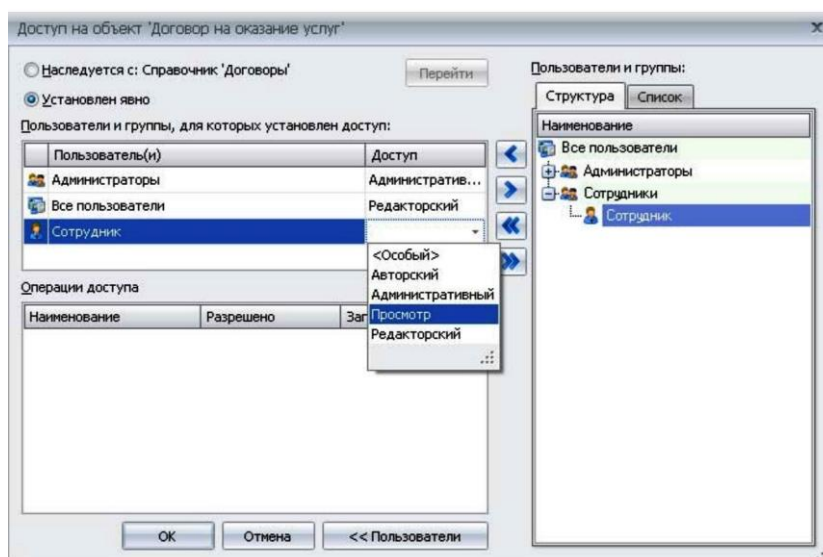 Доступ на объект 'Договор на оказание услуг'
Наследуется с: Справочник 'Договоры'
Перейти
Установлен явно
Пользователи и группы, для которых установлен доступ:
Пользователь(и) Доступ
Администраторы Административ...
Все пользователи Редакторский
Сотрудник
<Особый>
Авторский
Административный
Просмотр
Редакторский
Операции доступа
Наименование Разрешено Зап
ОК Отмена << Пользователи
Пользователи и группы:
Структура Список
Наименование
Все пользователи
Администраторы
Сотрудники
Сотрудник